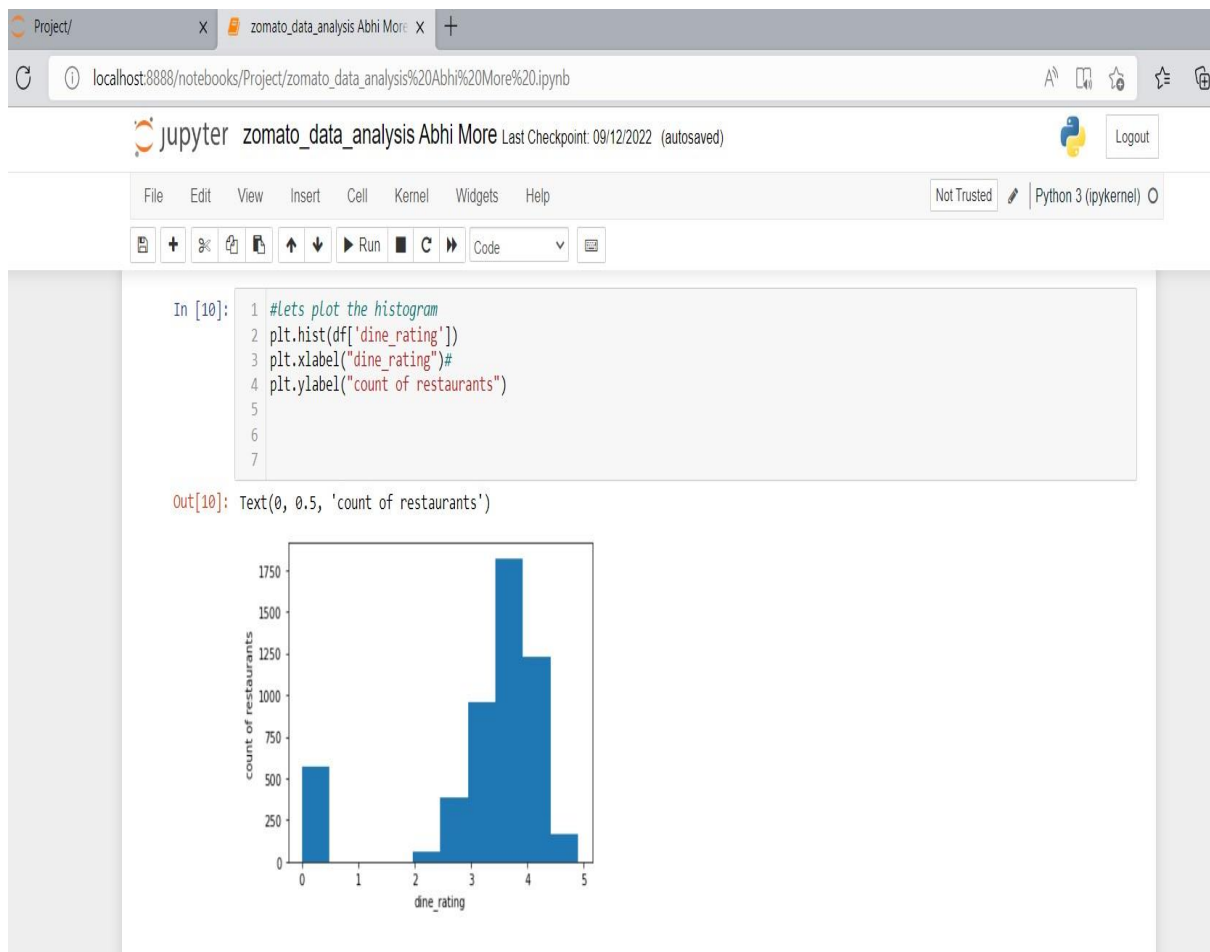 Project/ X zomato_data_analysis Abhi More X +
localhost:8888/notebooks/Project/zomato_data_analysis%20Abhi%20More%20.ipynb
jupyter zomato_data_analysis Abhi More Last Checkpoint: 09/12/2022 (autosaved) Logout
File Edit View Insert Cell Kernel Widgets Help Not Trusted Python 3 (ipykernel)
Run Code
In [10]: 1 #lets plot the histogram
2 plt.hist(df['dine_rating'])
3 plt.xlabel("dine_rating")#
4 plt.ylabel("count of restaurants")
5
6
7
Out[10]: Text(0, 0.5, 'count of restaurants')
1750
1500
1250
1000
750
500
250
0
count of restaurants
0 1 2 3 4 5
dine_rating